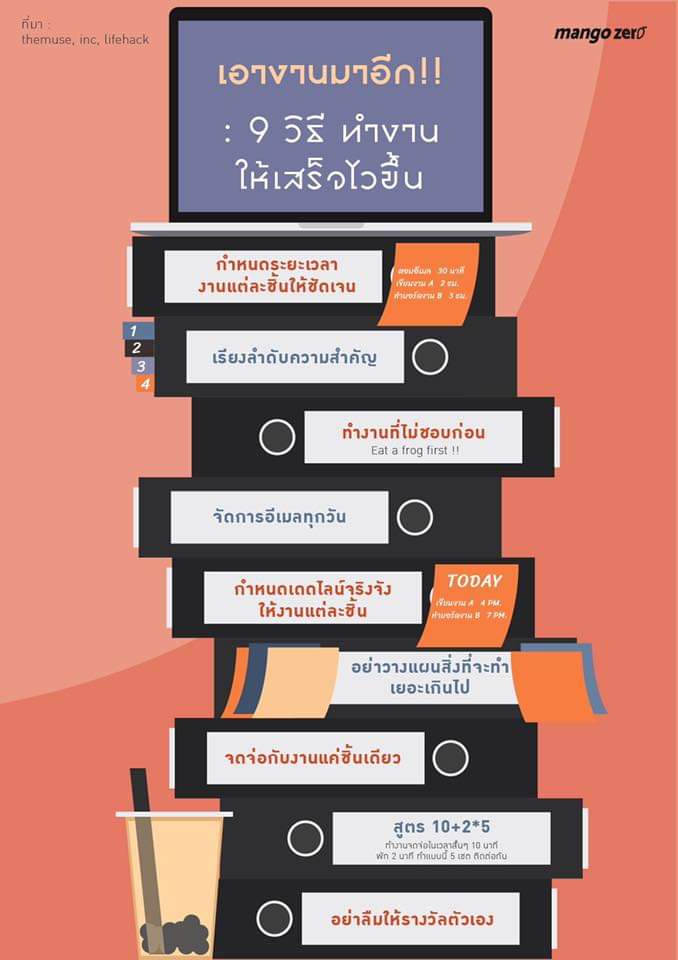 ที่มา :
themuse, inc, lifehack
mango zero
เอางานมาอีก!!
: 9 วิธี ทำงาน
ให้เสร็จไวขึ้น
กำหนดระยะเวลา
งานแต่ละชิ้นให้ชัดเจน
ตอบอีเมล 30 นาที
เขียนงาน A 2 ชม.
ทำบอร์ดงาน B 3 ชม.
1
2
3
4
เรียงลำดับความสำคัญ
ทำงานที่ไม่ชอบก่อน
Eat a frog first !!
จัดการอีเมลทุกวัน
กำหนดเดดไลน์จริงจัง
ให้งานแต่ละชิ้น
TODAY
เขียนงาน A 4 PM.
ทำบอร์ดงาน B 7 PM.
อย่าวางแผนสิ่งที่จะทำ
เยอะเกินไป
จดจ่อกับงานแค่ชิ้นเดียว
สูตร 10+2*5
ทำงานจดจ่อในเวลาสั้นๆ 10 นาที
พัก 2 นาที ทำแบบนี้ 5 เซต ติดต่อกัน
อย่าลืมให้รางวัลตัวเอง